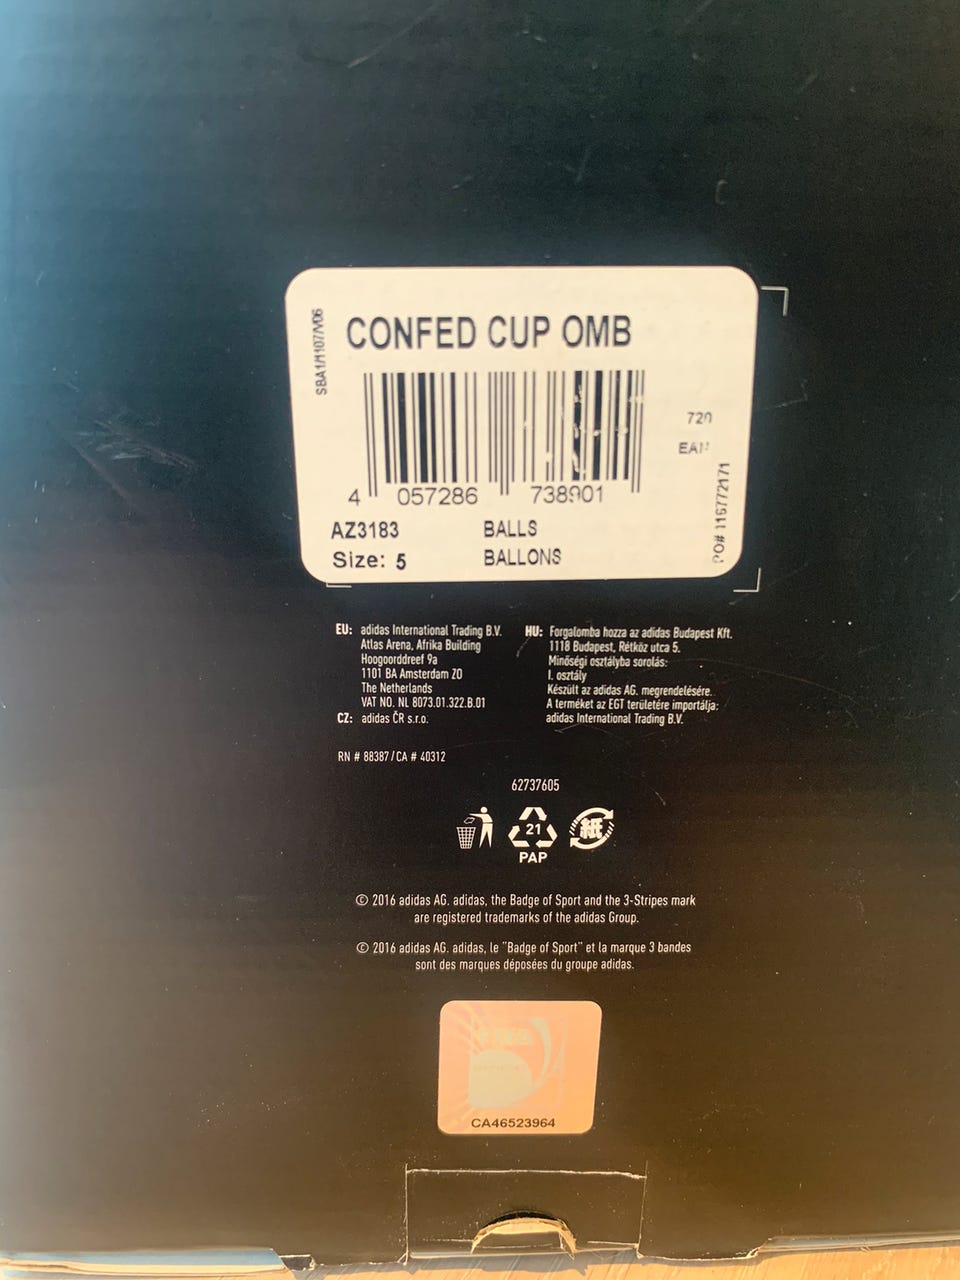 SBA1/1107/V06
CONFED CUP OMB
720
4 057286 738901
AZ3183 BALLS
Size: 5 BALLONS
PO# 116772171
EU: adidas International Trading B.V.
Atlas Arena, Afrika Building
Hoogoorddreef 9a
1101 BA Amsterdam ZO
The Netherlands
VAT NO. NL 8073.01.322.B.01
CZ: adidas ČR s.r.o.
HU: Forgalomba hozza az adidas Budapest Kft.
1118 Budapest, Rétköz utca 5.
Minőségi osztályba sorolás:
I. osztály
Készült az adidas AG. megrendelésére.
A terméket az EGT területére importálja:
adidas International Trading B.V.
RN # 88387 / CA # 40312
62737605
21
PAP
紙
© 2016 adidas AG. adidas, the Badge of Sport and the 3-Stripes mark
are registered trademarks of the adidas Group.
© 2016 adidas AG. adidas, le "Badge of Sport" et la marque 3 bandes
sont des marques déposées du groupe adidas.
CA46523964